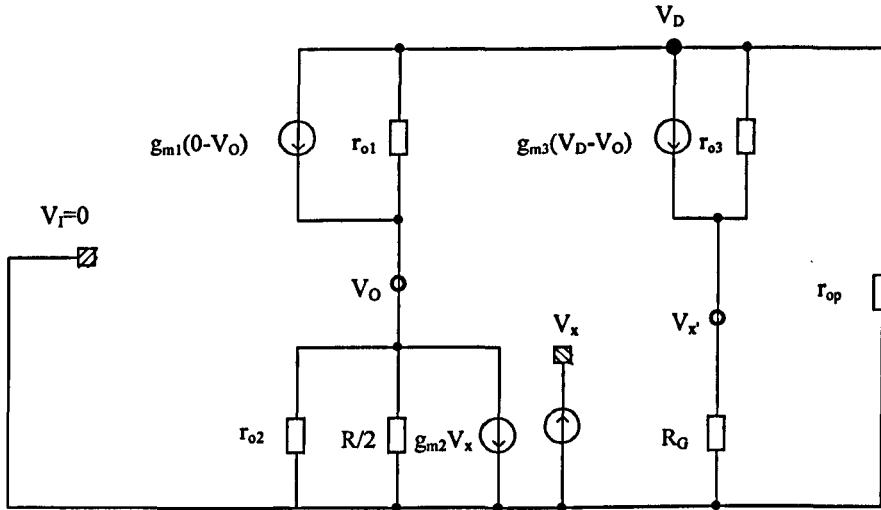 V_D
g_m1(0-V_O)
r_o1
g_m3(V_D-V_O)
r_o3
V_I=0
V_O
V_x
V_x'
r_op
r_o2
R/2
g_m2V_x
R_G